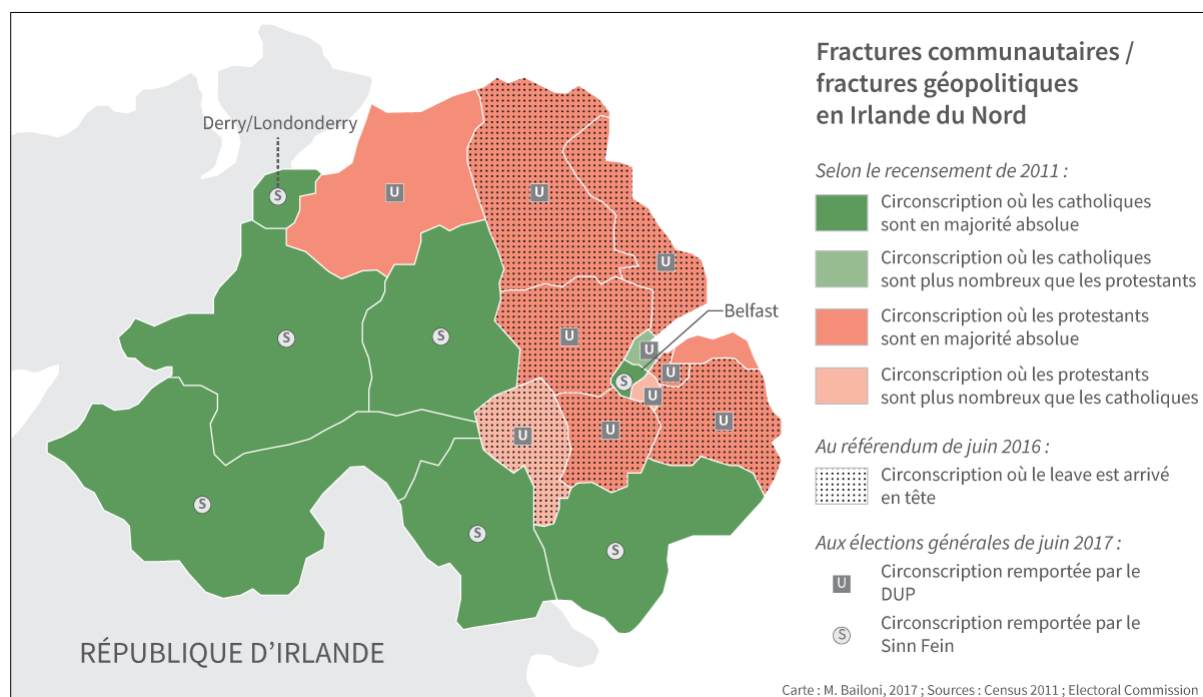 Fractures communautaires /
fractures géopolitiques
en Irlande du Nord
Derry/Londonderry
S
U
U
U
Belfast
S
S
U
U
S
U
U
U
U
U
S
S
S
RÉPUBLIQUE D'IRLANDE
Selon le recensement de 2011 :
Circonscription où les catholiques
sont en majorité absolue
Circonscription où les catholiques
sont plus nombreux que les protestants
Circonscription où les protestants
sont en majorité absolue
Circonscription où les protestants
sont plus nombreux que les catholiques
Au référendum de juin 2016 :
Circonscription où le leave est arrivé
en tête
Aux élections générales de juin 2017 :
U
Circonscription remportée par le
DUP
S
Circonscription remportée par le
Sinn Fein
Carte : M. Bailoni, 2017 ; Sources : Census 2011 ; Electoral Commission